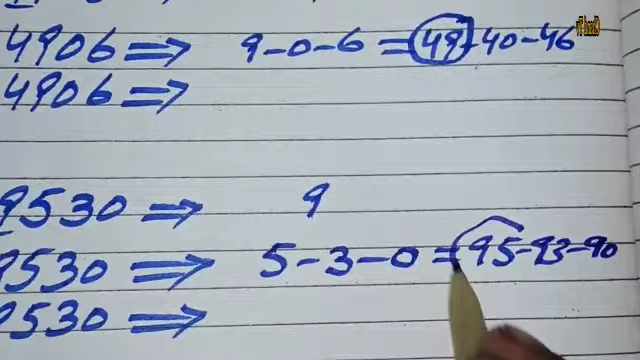 4906 ⇒ 9-0-6=49-40-46
4906 ⇒
9530 ⇒ 9
9530 ⇒ 5-3-0=95-93-90
9530 ⇒